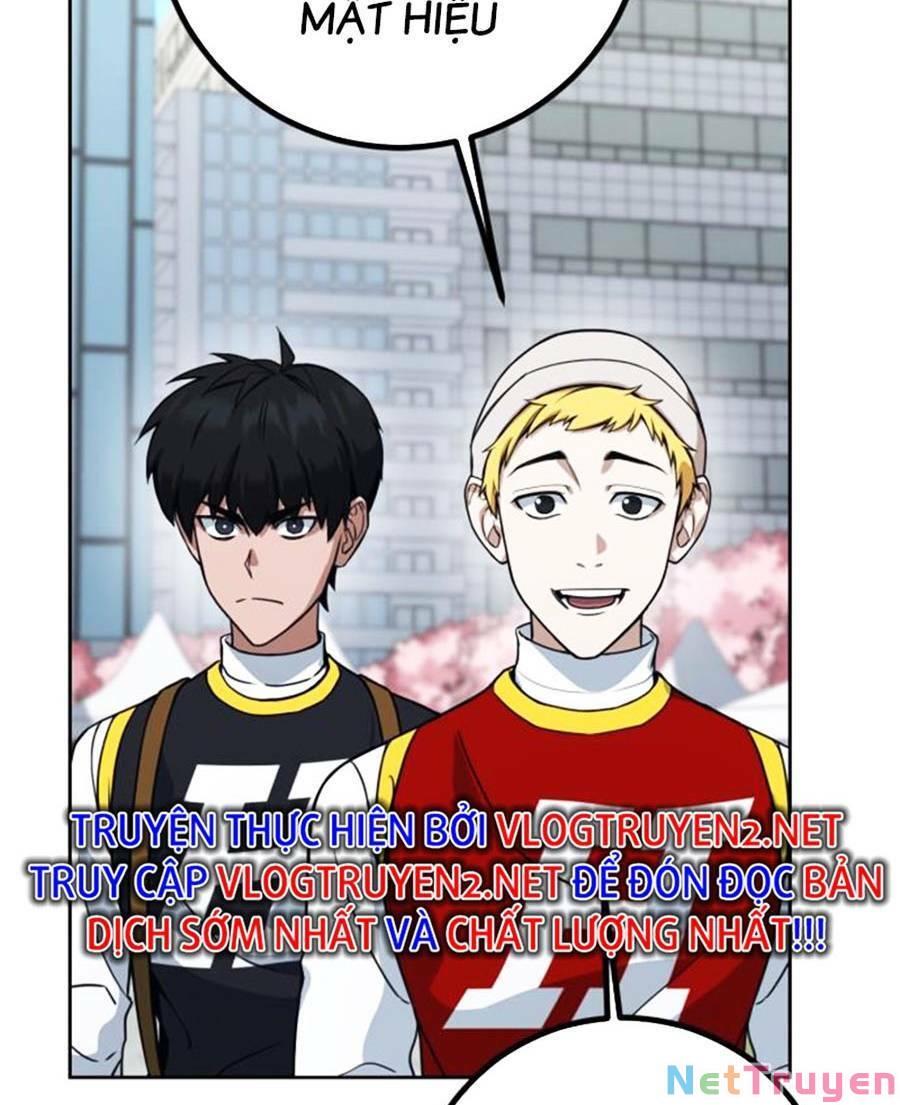 MẬT HIỆU
TRUYỆN THỰC HIỆN BỞI VLOGTRUYEN2.NET
TRUY CẬP VLOGTRUYEN2.NET ĐỂ ĐÓN ĐỌC BẢN
DỊCH SỚM NHẤT VÀ CHẤT LƯỢNG NHẤT!!!
NetTruyen